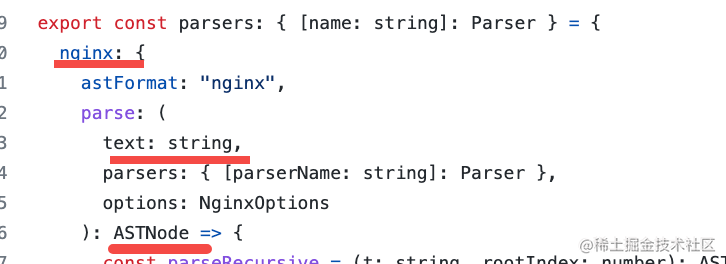 9 export const parsers: { [name: string]: Parser } = {
0 nginx: {
1 astFormat: "nginx",
2 parse: (
3 text: string,
4 parsers: { [parserName: string]: Parser },
5 options: NginxOptions
6 ): ASTNode => {
7 const parseRecursive = (t: string, rootIndex: number): AST
@稀土掘金技术社区